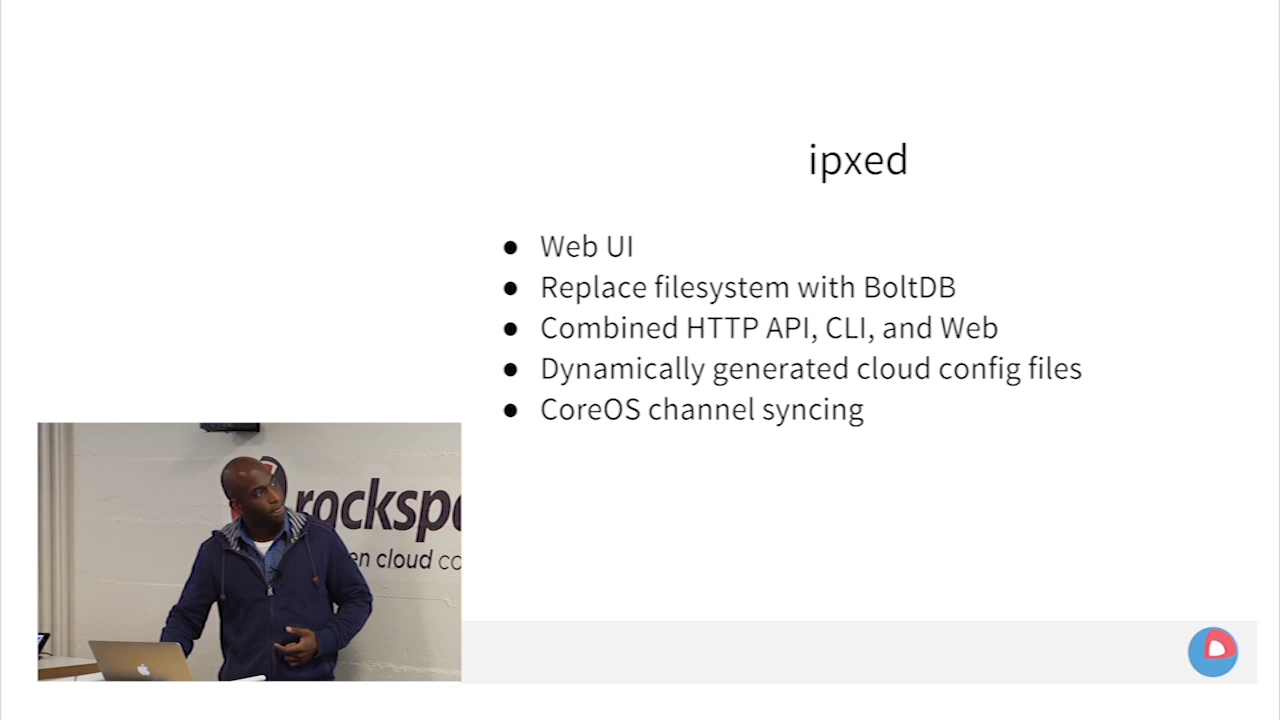 ipxed
● Web UI
● Replace filesystem with BoltDB
● Combined HTTP API, CLI, and Web
● Dynamically generated cloud config files
● CoreOS channel syncing
rocksp
en cloud co